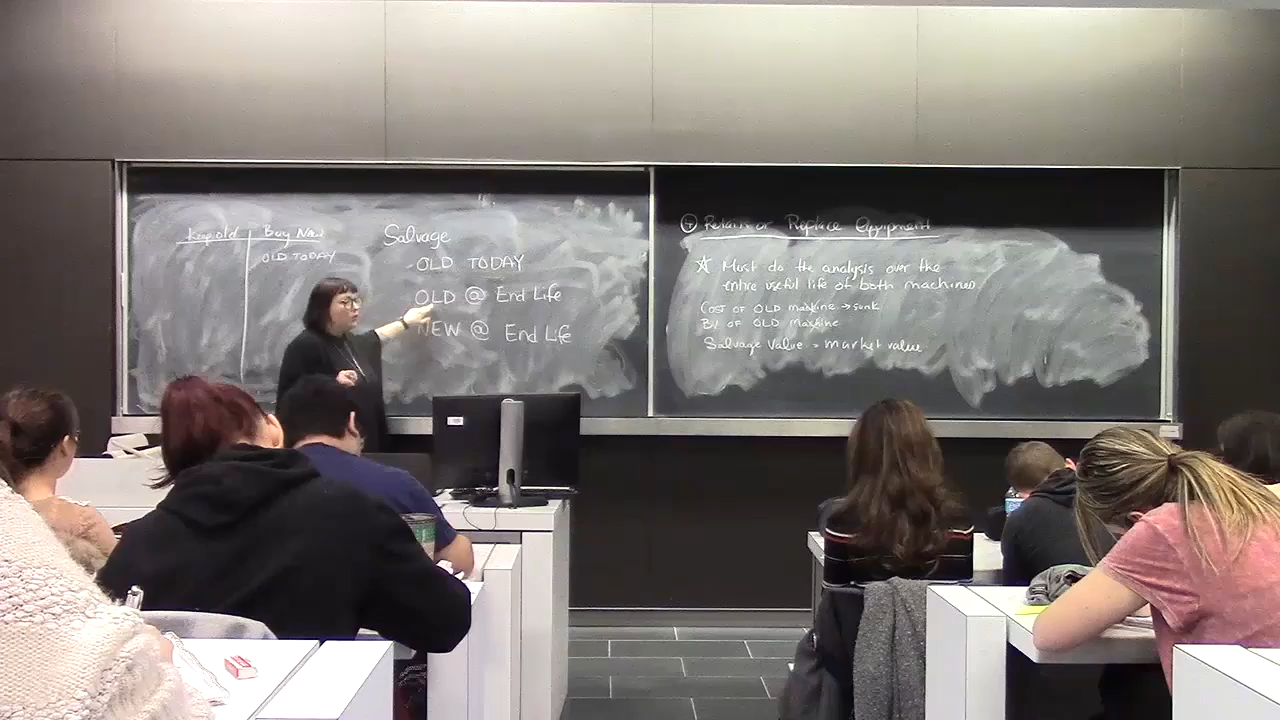 Keep old Buy New
OLD TODAY
Salvage
- OLD TODAY
OLD @ End Life
NEW @ End Life
④ Retain or Replace Equipment
☆ Must do the analysis over the
entire useful life of both machines
Cost of OLD machine → sunk
BV of OLD machine
Salvage Value = market value